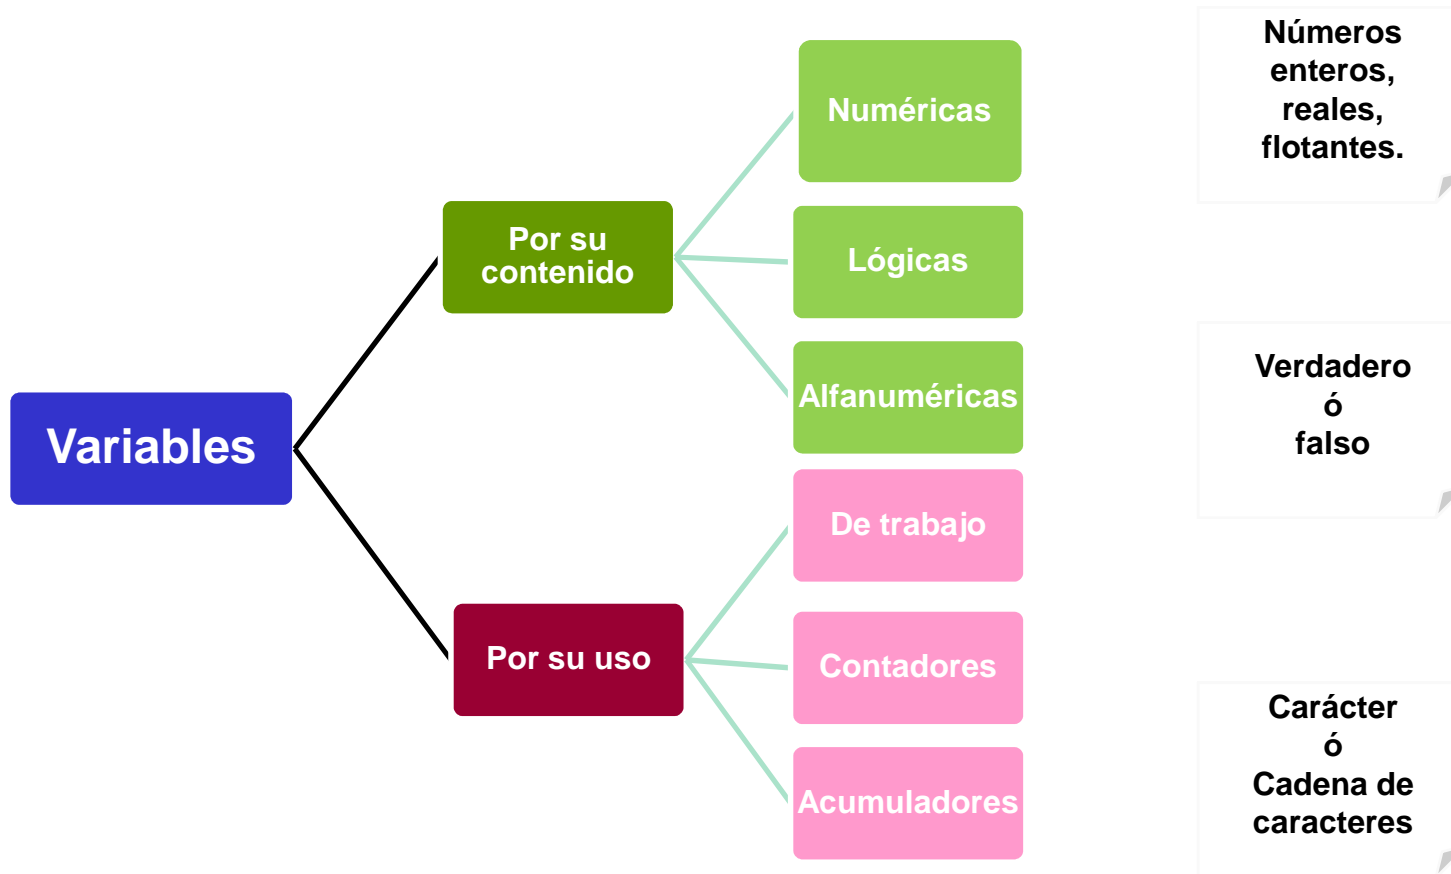 Variables
Por su
contenido
Numéricas
Lógicas
Alfanuméricas
Por su uso
De trabajo
Contadores
Acumuladores
Números
enteros,
reales,
flotantes.
Verdadero
ó
falso
Carácter
ó
Cadena de
caracteres